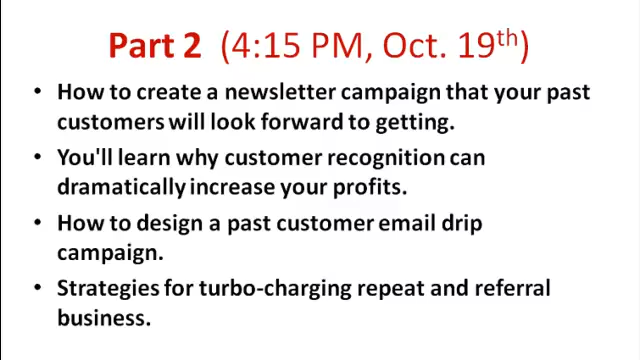 Part 2 (4:15 PM, Oct. 19th)
• How to create a newsletter campaign that your past
customers will look forward to getting.
• You'll learn why customer recognition can
dramatically increase your profits.
• How to design a past customer email drip
campaign.
• Strategies for turbo-charging repeat and referral
business.